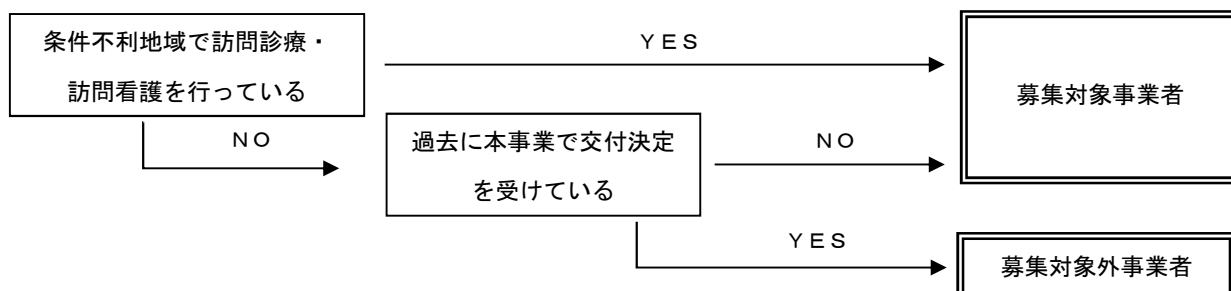 条件不利地域で訪問診療・
訪問看護を行っている
ＹＥＳ
募集対象事業者
ＮＯ
過去に本事業で交付決定
を受けている
ＮＯ
ＹＥＳ
募集対象外事業者